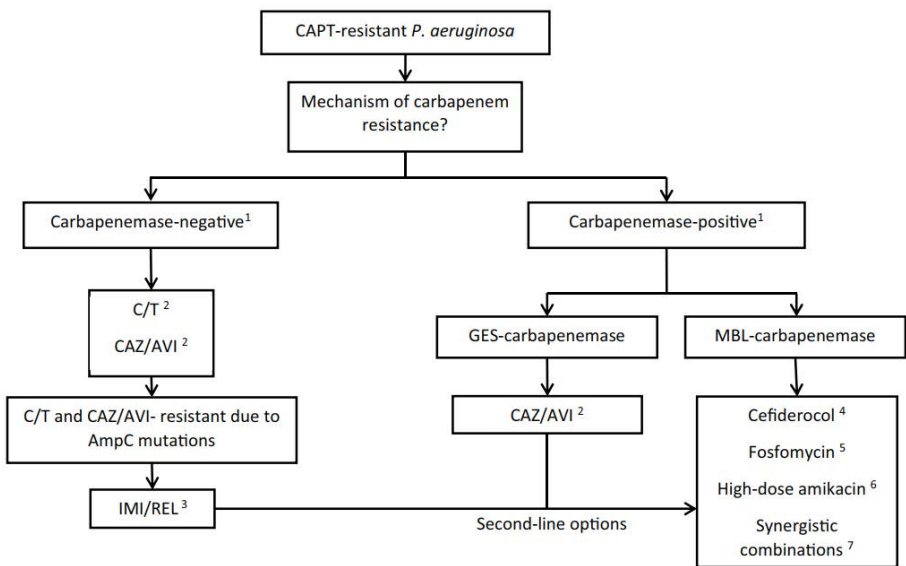 CAPT-resistant P. aeruginosa
Mechanism of carbapenem
resistance?
Carbapenemase-negative¹
Carbapenemase-positive¹
C/T ²
CAZ/AVI ²
GES-carbapenemase
MBL-carbapenemase
C/T and CAZ/AVI- resistant due to
AmpC mutations
CAZ/AVI ²
Cefiderocol ⁴
Fosfomycin ⁵
High-dose amikacin ⁶
Synergistic
combinations ⁷
IMI/REL ³
Second-line options